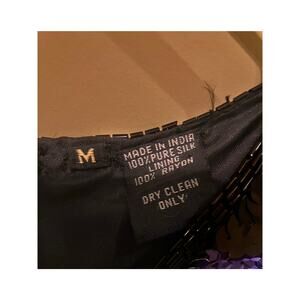 M
MADE IN INDIA
100% PURE SILK
LINING
100% RAYON
DRY CLEAN
ONLY